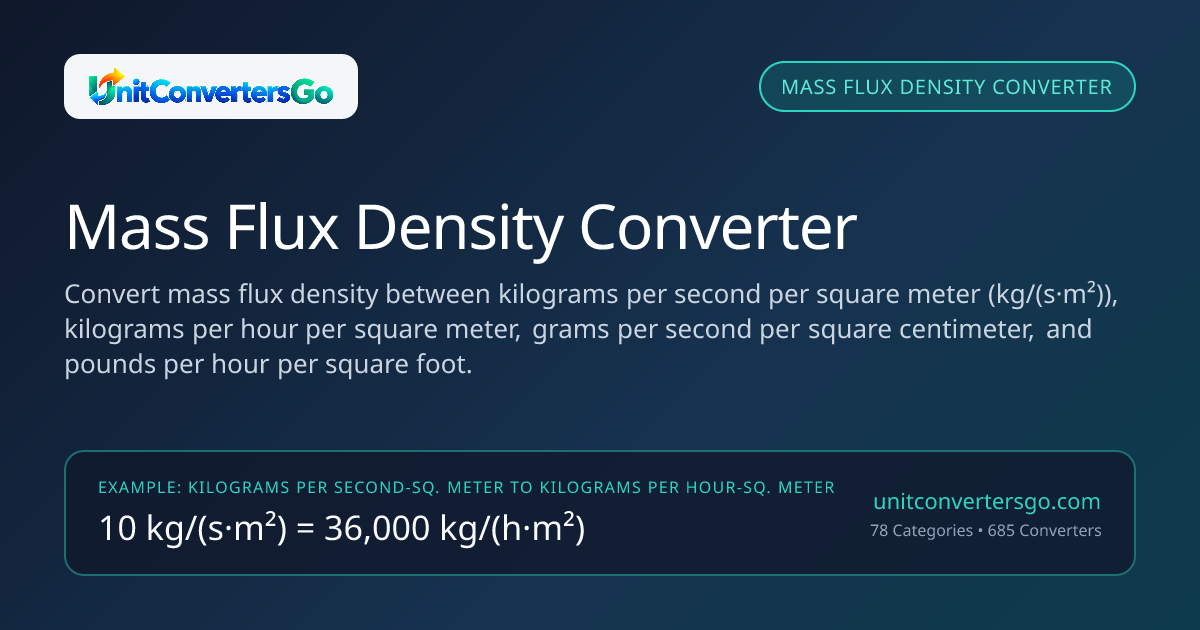 UnitConvertersGo
MASS FLUX DENSITY CONVERTER
Mass Flux Density Converter
Convert mass flux density between kilograms per second per square meter (kg/(s·m²)),
kilograms per hour per square meter, grams per second per square centimeter, and
pounds per hour per square foot.
EXAMPLE: KILOGRAMS PER SECOND-SQ. METER TO KILOGRAMS PER HOUR-SQ. METER
10 kg/(s·m²) = 36,000 kg/(h·m²)
unitconvertersgo.com
78 Categories • 685 Converters